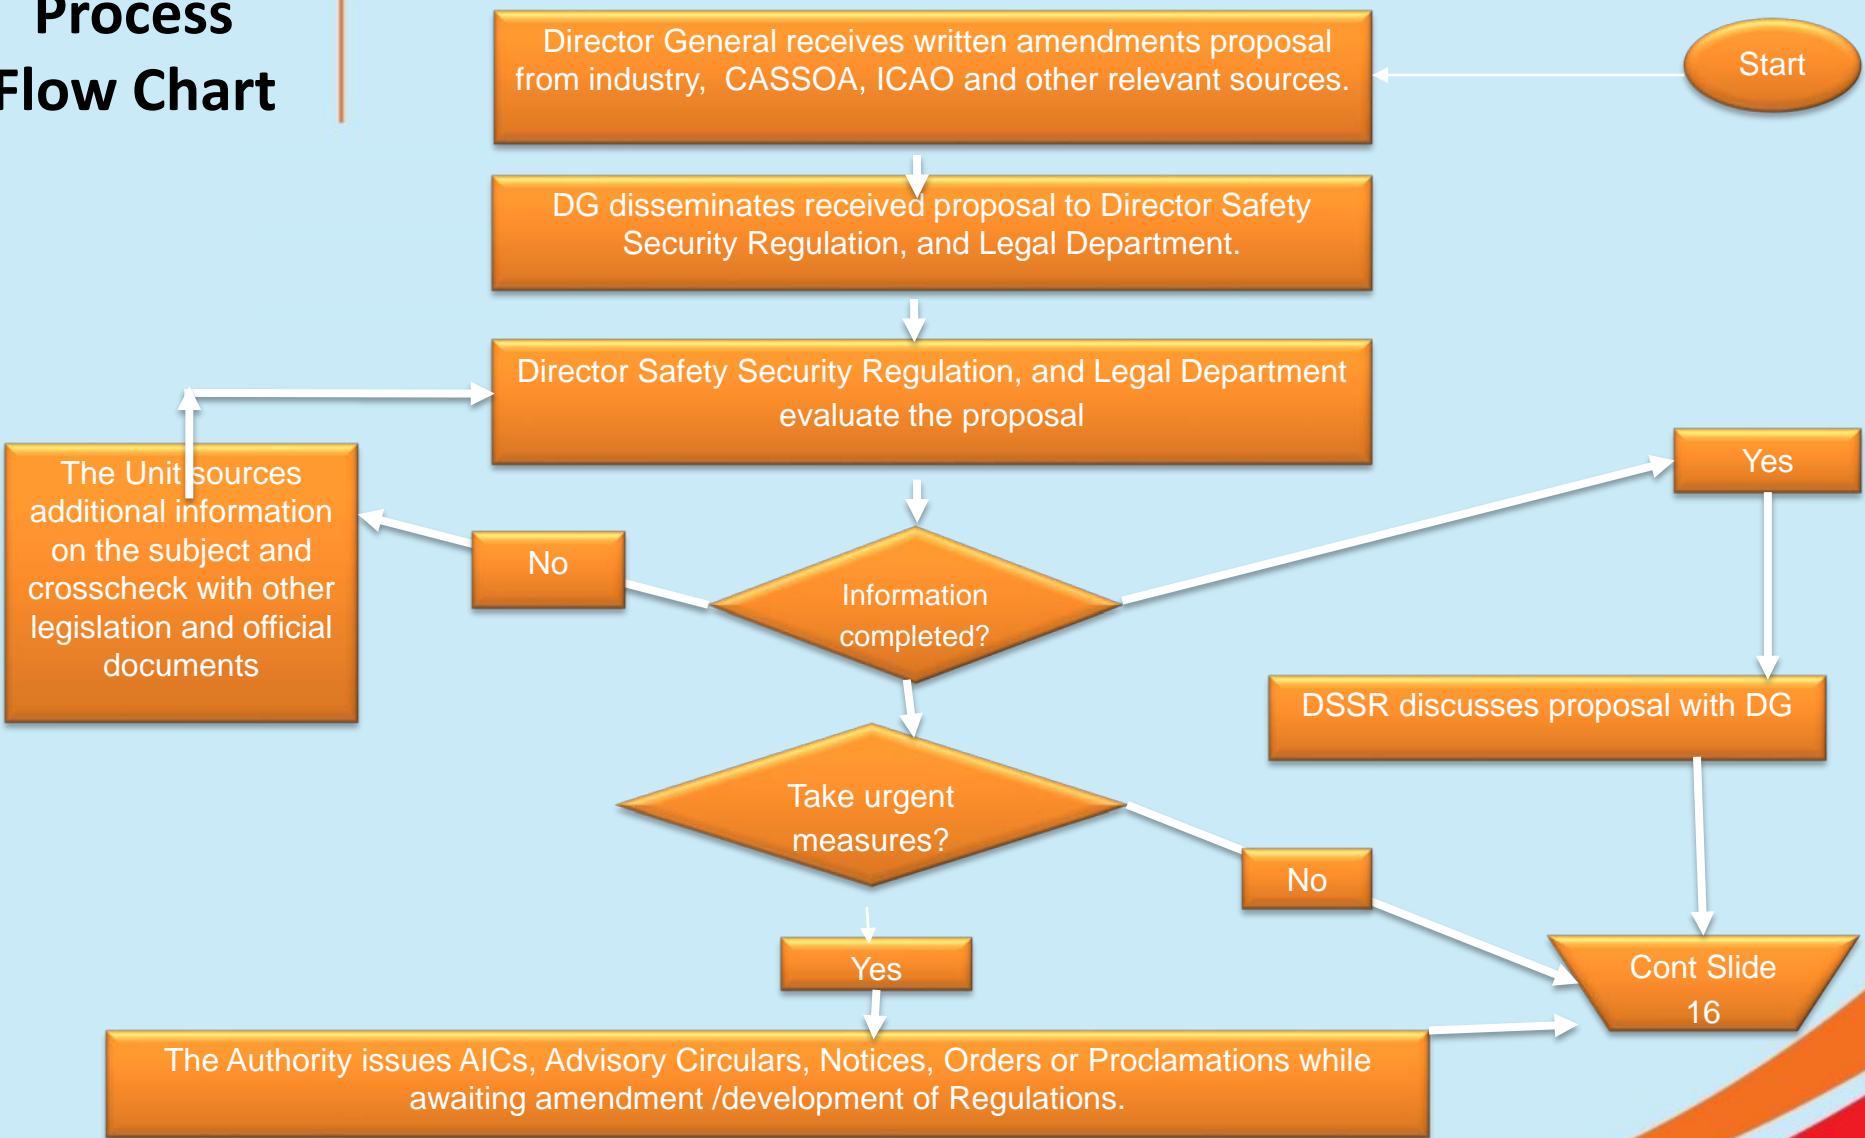 Process
Flow Chart
Director General receives written amendments proposal
from industry, CASSOA, ICAO and other relevant sources.
Start
DG disseminates received proposal to Director Safety
Security Regulation, and Legal Department.
Director Safety Security Regulation, and Legal Department
evaluate the proposal
The Unit sources
additional information
on the subject and
crosscheck with other
legislation and official
documents
No
Information
completed?
Yes
DSSR discusses proposal with DG
Take urgent
measures?
No
Yes
Cont Slide
16
The Authority issues AICs, Advisory Circulars, Notices, Orders or Proclamations while
awaiting amendment /development of Regulations.